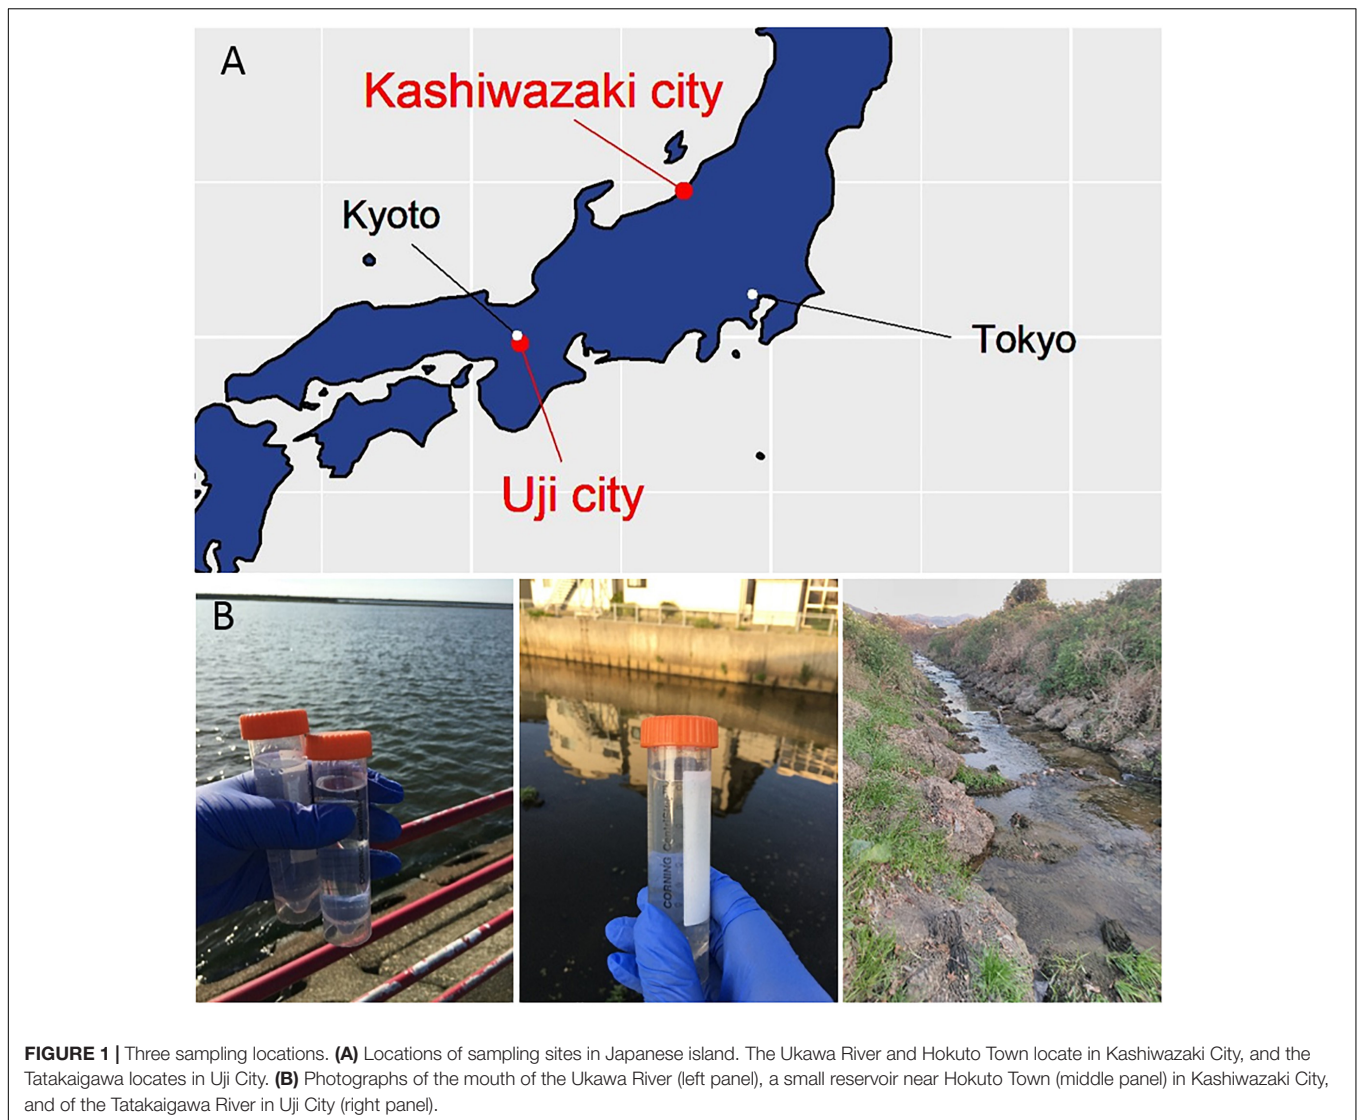 A
Kashiwazaki city
Kyoto
Tokyo
Uji city
B
CORNING
FIGURE 1 | Three sampling locations. (A) Locations of sampling sites in Japanese island. The Ukawa River and Hokuto Town locate in Kashiwazaki City, and the
Tatakaigawa locates in Uji City. (B) Photographs of the mouth of the Ukawa River (left panel), a small reservoir near Hokuto Town (middle panel) in Kashiwazaki City,
and of the Tatakaigawa River in Uji City (right panel).